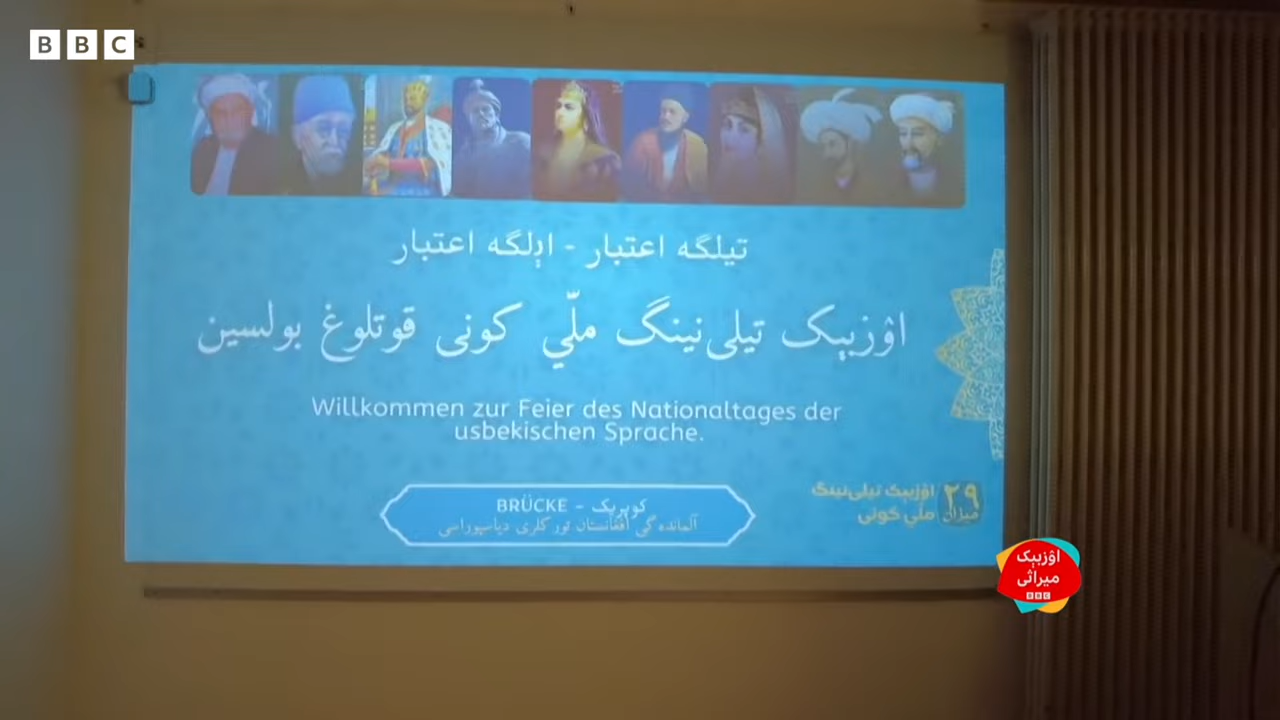 BBC
تیلگه اعتبار - اېلگه اعتبار
اۉزبېک تیلی‌نینگ ملّي کونی قوتلوغ بولسین
Willkommen zur Feier des Nationaltages der
usbekischen Sprache.
BRÜCKE - کوپریک
آلمانده گی افغانستان تورکلری دیاسپوراسی
اۉزبېک تیلی‌نینگ
ملّي کونی
۲۹
میزان
اۉزبېک
میراثی
BBC